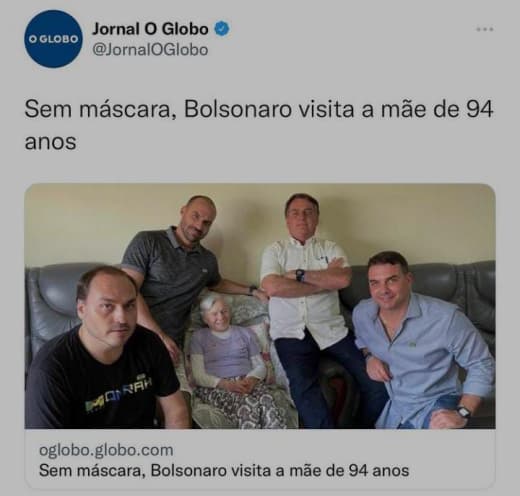 O GLOBO
Jornal O Globo
@JornalOGlobo
Sem máscara, Bolsonaro visita a mãe de 94
anos
oglobo.globo.com
Sem máscara, Bolsonaro visita a mãe de 94 anos